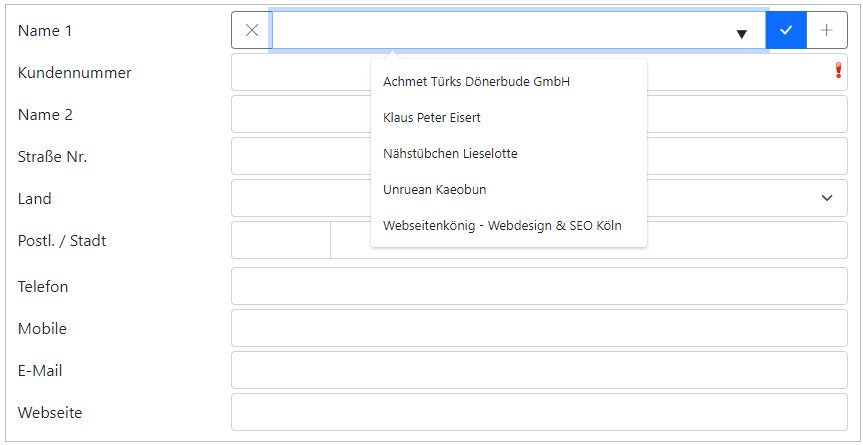 Name 1
Kundennummer
Achmet Türks Dönerbude GmbH
Klaus Peter Eisert
Nähstübchen Lieselotte
Unruean Kaeobun
Webseitenkönig - Webdesign & SEO Köln
Name 2
Straße Nr.
Land
Postl. / Stadt
Telefon
Mobile
E-Mail
Webseite